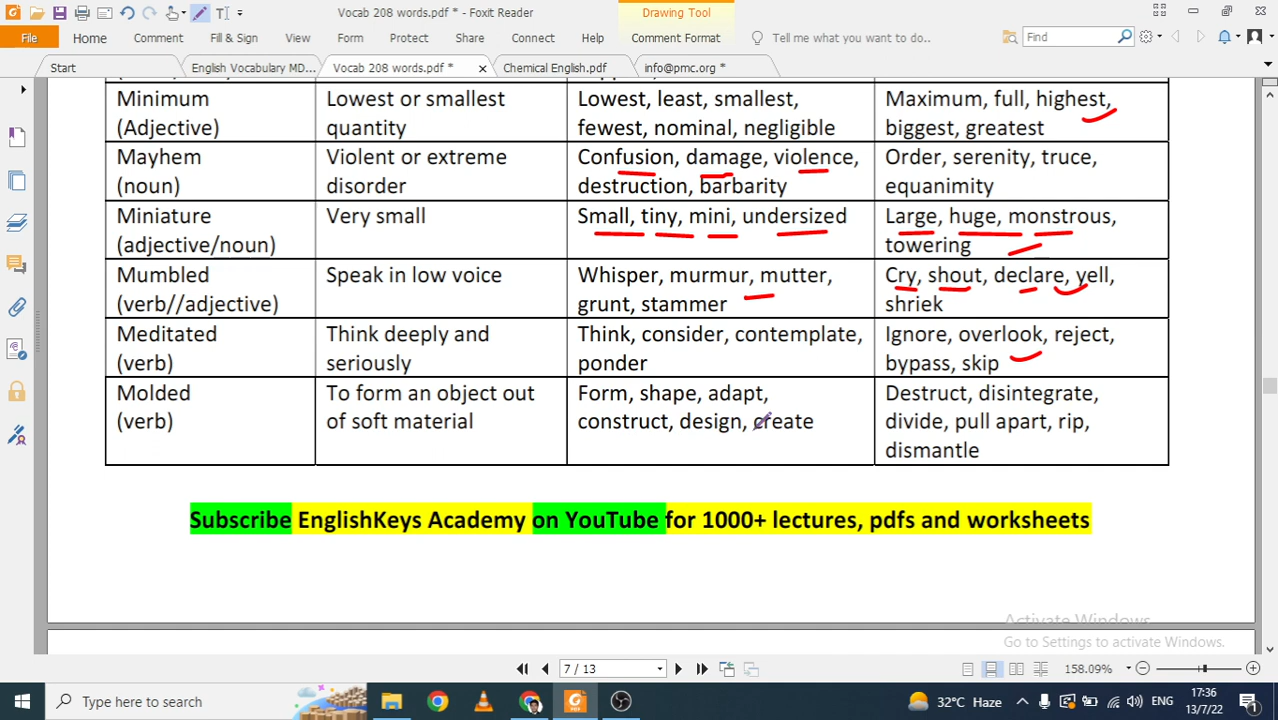 Vocab 208 words.pdf * - Foxit Reader
Drawing Tool
File Home Comment Fill & Sign View Form Protect Share Connect Help Comment Format Tell me what you want to do... Find
Start English Vocabulary MD... Vocab 208 words.pdf * Chemical English.pdf info@pmc.org *
Minimum Lowest or smallest Lowest, least, smallest, Maximum, full, highest,
(Adjective) quantity fewest, nominal, negligible biggest, greatest
Mayhem Violent or extreme Confusion, damage, violence, Order, serenity, truce,
(noun) disorder destruction, barbarity equanimity
Miniature Very small Small, tiny, mini, undersized Large, huge, monstrous,
(adjective/noun) towering
Mumbled Speak in low voice Whisper, murmur, mutter, Cry, shout, declare, yell,
(verb//adjective) grunt, stammer shriek
Meditated Think deeply and Think, consider, contemplate, Ignore, overlook, reject,
(verb) seriously ponder bypass, skip
Molded To form an object out Form, shape, adapt, Destruct, disintegrate,
(verb) of soft material construct, design, create divide, pull apart, rip,
dismantle
Subscribe EnglishKeys Academy on YouTube for 1000+ lectures, pdfs and worksheets
Activate Windows
Go to Settings to activate Windows.
7 / 13 158.09%
Type here to search 32°C Haze ENG 17:36
13/7/22